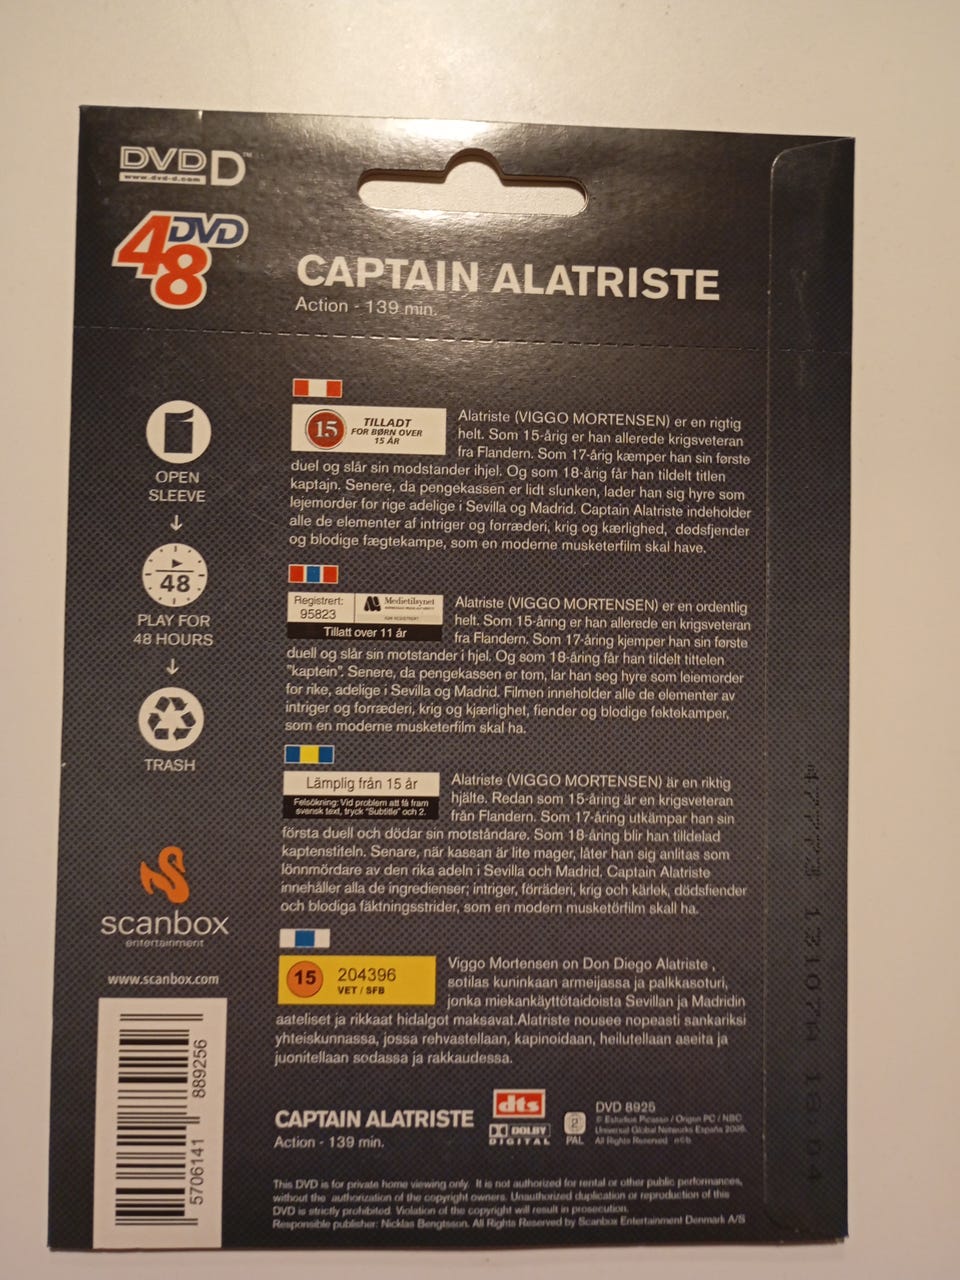 DVD D™
www.dvd-d.com
48 DVD
CAPTAIN ALATRISTE
Action - 139 min.
OPEN
SLEEVE
48
PLAY FOR
48 HOURS
TRASH
scanbox
entertainment
www.scanbox.com
5706141 889256
15 TILLADT
FOR BØRN OVER
15 ÅR
Alatriste (VIGGO MORTENSEN) er en rigtig
helt. Som 15-årig er han allerede krigsveteran
fra Flandern. Som 17-årig kæmper han sin første
duel og slår sin modstander ihjel. Og som 18-årig får han tildelt titlen
kaptajn. Senere, da pengekassen er lidt slunken, lader han sig hyre som
lejemorder for rige adelige i Sevilla og Madrid. Captain Alatriste indeholder
alle de elementer af intriger og forræderi, krig og kærlighed, dødsfjender
og blodige fægtekampe, som en moderne musketerfilm skal have.
Registrert:
95823
Medietilsynet
Tillatt over 11 år
Alatriste (VIGGO MORTENSEN) er en ordentlig
helt. Som 15-åring er han allerede en krigsveteran
fra Flandern. Som 17-åring kjemper han sin første
duell og slår sin motstander i hjel. Og som 18-åring får han tildelt tittelen
"kaptein". Senere, da pengekassen er tom, lar han seg hyre som leiemorder
for rike, adelige i Sevilla og Madrid. Filmen inneholder alle de elementer av
intriger og forræderi, krig og kjærlighet, fiender og blodige fektekamper,
som en moderne musketerfilm skal ha.
Lämplig från 15 år
Felsökning: Vid problem att få fram
svensk text, tryck "Subtitle" och 2.
Alatriste (VIGGO MORTENSEN) är en riktig
hjälte. Redan som 15-åring är en krigsveteran
från Flandern. Som 17-åring utkämpar han sin
första duell och dödar sin motståndare. Som 18-åring blir han tilldelad
kaptenstiteln. Senare, när kassan är lite mager, låter han sig anlitas som
lönnmördare av den rika adeln i Sevilla och Madrid. Captain Alatriste
innehåller alla de ingredienser; intriger, förräderi, krig och kärlek, dödsfiender
och blodiga fäktningsstrider, som en modern musketörfilm skall ha.
15 204396
VET / SFB
Viggo Mortensen on Don Diego Alatriste ,
sotilas kuninkaan armeijassa ja palkkasoturi,
jonka miekankäyttötaidoista Sevillan ja Madridin
aateliset ja rikkaat hidalgot maksavat.Alatriste nousee nopeasti sankariksi
yhteiskunnassa, jossa rehvastellaan, kapinoidaan, heilutellaan aseita ja
juonitellaan sodassa ja rakkaudessa.
CAPTAIN ALATRISTE
Action - 139 min.
dts
DOLBY
DIGITAL
2
PAL
DVD 8925
© Estudios Picasso / Origen PC / NBC
Universal Global Networks España 2006.
All Rights Reserved
This DVD is for private home viewing only. It is not authorized for rental or other public performances,
without the authorization of the copyright owners. Unauthorized duplication or reproduction of this
DVD is strictly prohibited. Violation of the copyright will result in prosecution.
Responsible publisher: Nicklas Bengtsson. All Rights Reserved by Scanbox Entertainment Denmark A/S